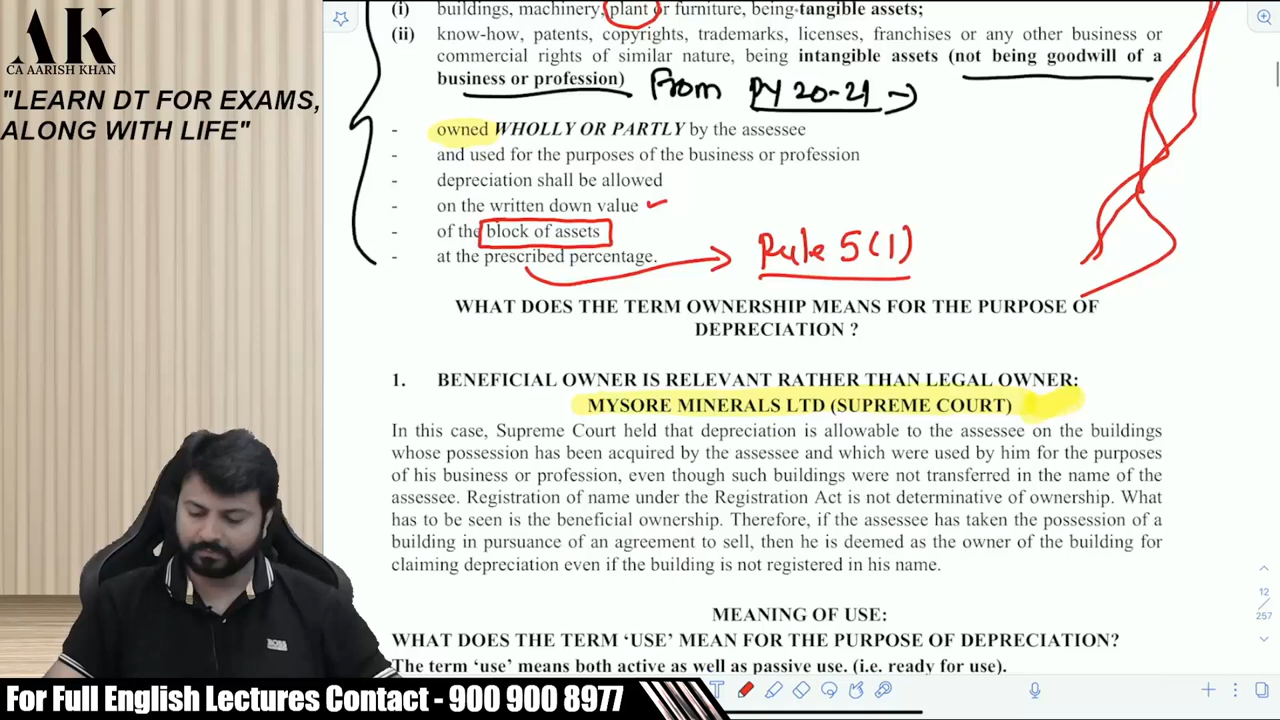 AK
CA AARISH KHAN
"LEARN DT FOR EXAMS,
ALONG WITH LIFE"
(i) buildings, machinery, plant or furniture, being tangible assets;
(ii) know-how, patents, copyrights, trademarks, licenses, franchises or any other business or
commercial rights of similar nature, being intangible assets (not being goodwill of a
business or profession) From PY 20-21
- owned WHOLLY OR PARTLY by the assessee
- and used for the purposes of the business or profession
- depreciation shall be allowed
- on the written down value
- of the block of assets
- at the prescribed percentage. Rule 5(1)
WHAT DOES THE TERM OWNERSHIP MEANS FOR THE PURPOSE OF
DEPRECIATION ?
1. BENEFICIAL OWNER IS RELEVANT RATHER THAN LEGAL OWNER:
MYSORE MINERALS LTD (SUPREME COURT)
In this case, Supreme Court held that depreciation is allowable to the assessee on the buildings
whose possession has been acquired by the assessee and which were used by him for the purposes
of his business or profession, even though such buildings were not transferred in the name of the
assessee. Registration of name under the Registration Act is not determinative of ownership. What
has to be seen is the beneficial ownership. Therefore, if the assessee has taken the possession of a
building in pursuance of an agreement to sell, then he is deemed as the owner of the building for
claiming depreciation even if the building is not registered in his name.
MEANING OF USE:
WHAT DOES THE TERM ‘USE’ MEAN FOR THE PURPOSE OF DEPRECIATION?
The term ‘use’ means both active as well as passive use. (i.e. ready for use).
12
257
BOSS
For Full English Lectures Contact - 900 900 8977